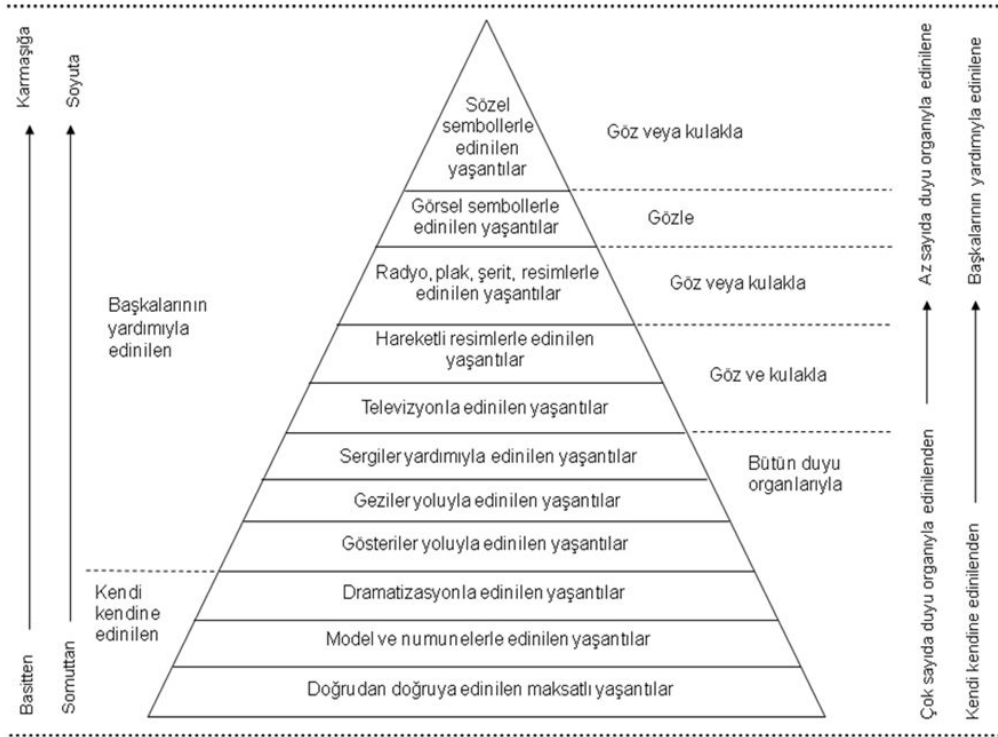 Karmaşığa
Soyuta
Basitten
Somuttan
Başkalarının
yardımıyla
edinilen
Kendi
kendine
edinilen
Sözel
sembollerle
edinilen
yaşantılar
Görsel sembollerle
edinilen yaşantılar
Radyo, plak, şerit, resimlerle
edinilen yaşantılar
Hareketli resimlerle edinilen
yaşantılar
Televizyonla edinilen yaşantılar
Sergiler yardımıyla edinilen yaşantılar
Geziler yoluyla edinilen yaşantılar
Gösteriler yoluyla edinilen yaşantılar
Dramatizasyonla edinilen yaşantılar
Model ve numunelerle edinilen yaşantılar
Doğrudan doğruya edinilen maksatlı yaşantılar
Göz veya kulakla
Gözle
Göz veya kulakla
Göz ve kulakla
Bütün duyu
organlarıyla
Az sayıda duyu organıyla edinilene
Başkalarının yardımıyla edinilene
Çok sayıda duyu organıyla edinilenden
Kendi kendine edinilenden